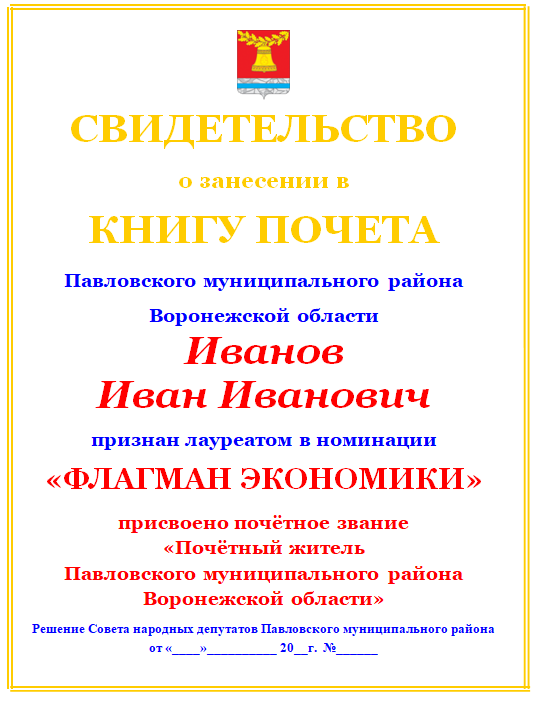 СВИДЕТЕЛЬСТВО
о занесении в
КНИГУ ПОЧЕТА
Павловского муниципального района
Воронежской области
Иванов
Иван Иванович
признан лауреатом в номинации
«ФЛАГМАН ЭКОНОМИКИ»
присвоено почётное звание
«Почётный житель
Павловского муниципального района
Воронежской области»
Решение Совета народных депутатов Павловского муниципального района
от «____»__________ 20__г. №______